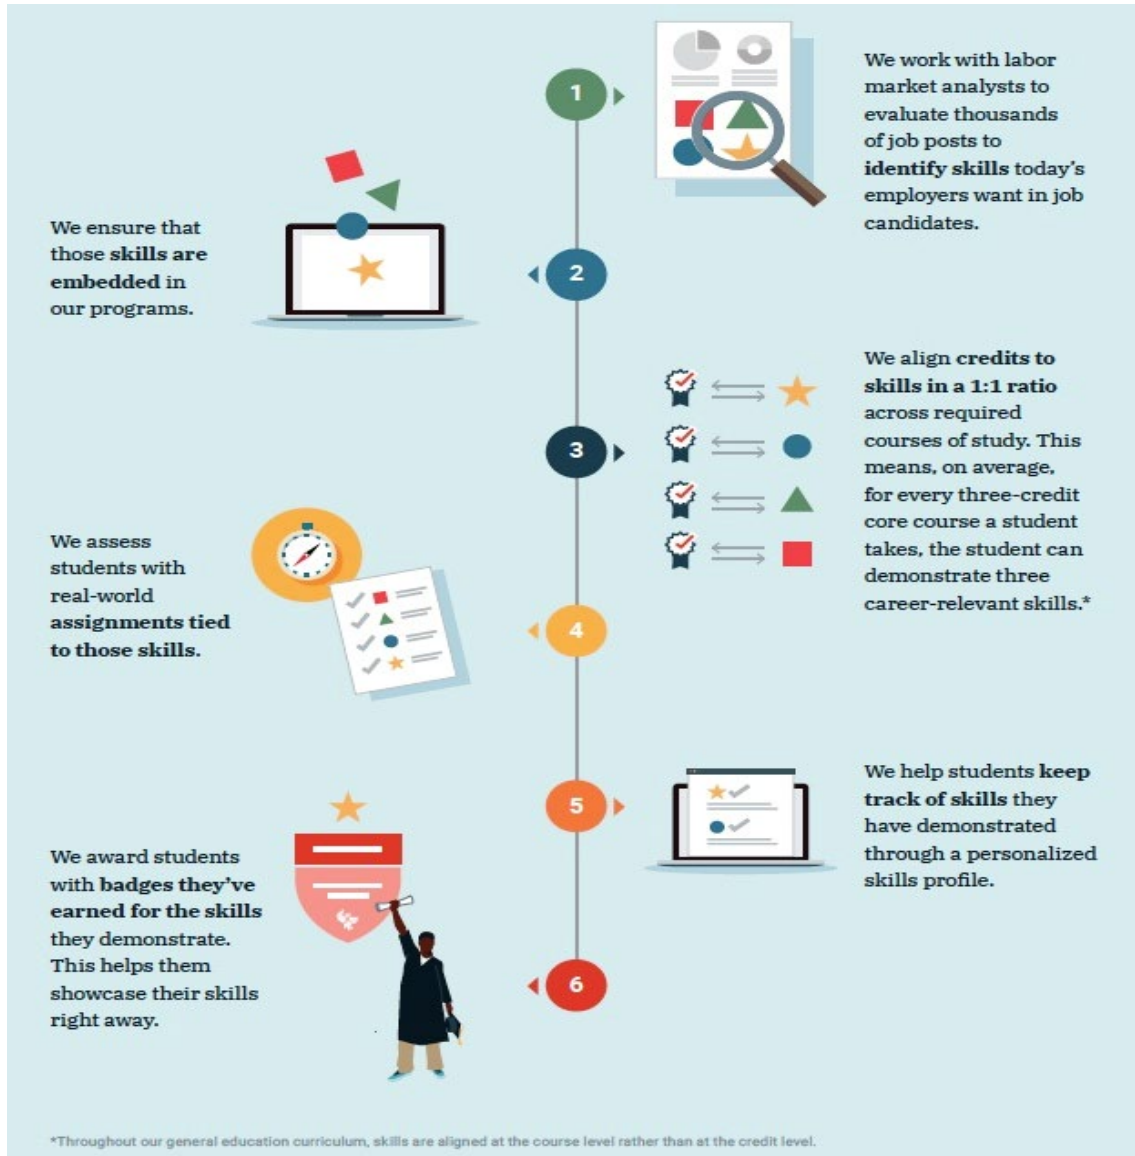 1
We work with labor
market analysts to
evaluate thousands
of job posts to
identify skills today's
employers want in job
candidates.
2
We ensure that
those skills are
embedded in
our programs.
3
We align credits to
skills in a 1:1 ratio
across required
courses of study. This
means, on average,
for every three-credit
core course a student
takes, the student can
demonstrate three
career-relevant skills.*
4
We assess
students with
real-world
assignments tied
to those skills.
5
We help students keep
track of skills they
have demonstrated
through a personalized
skills profile.
6
We award students
with badges they've
earned for the skills
they demonstrate.
This helps them
showcase their skills
right away.
*Throughout our general education curriculum, skills are aligned at the course level rather than at the credit level.